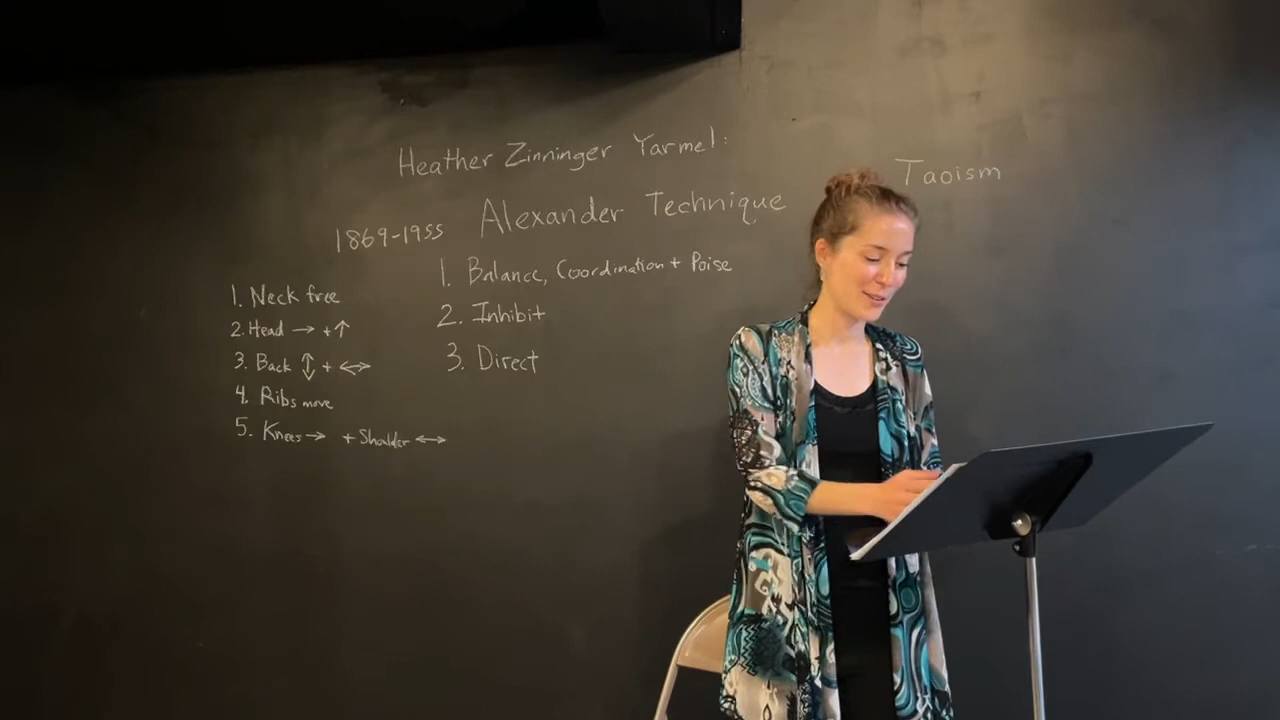 Heather Zinninger Yarmel:
Taoism
1869-1955 Alexander Technique
1. Balance, Coordination + Poise
2. Inhibit
3. Direct
1. Neck free
2. Head → + ↑
3. Back ↕ + ↔
4. Ribs move
5. Knees → + Shoulder ↔